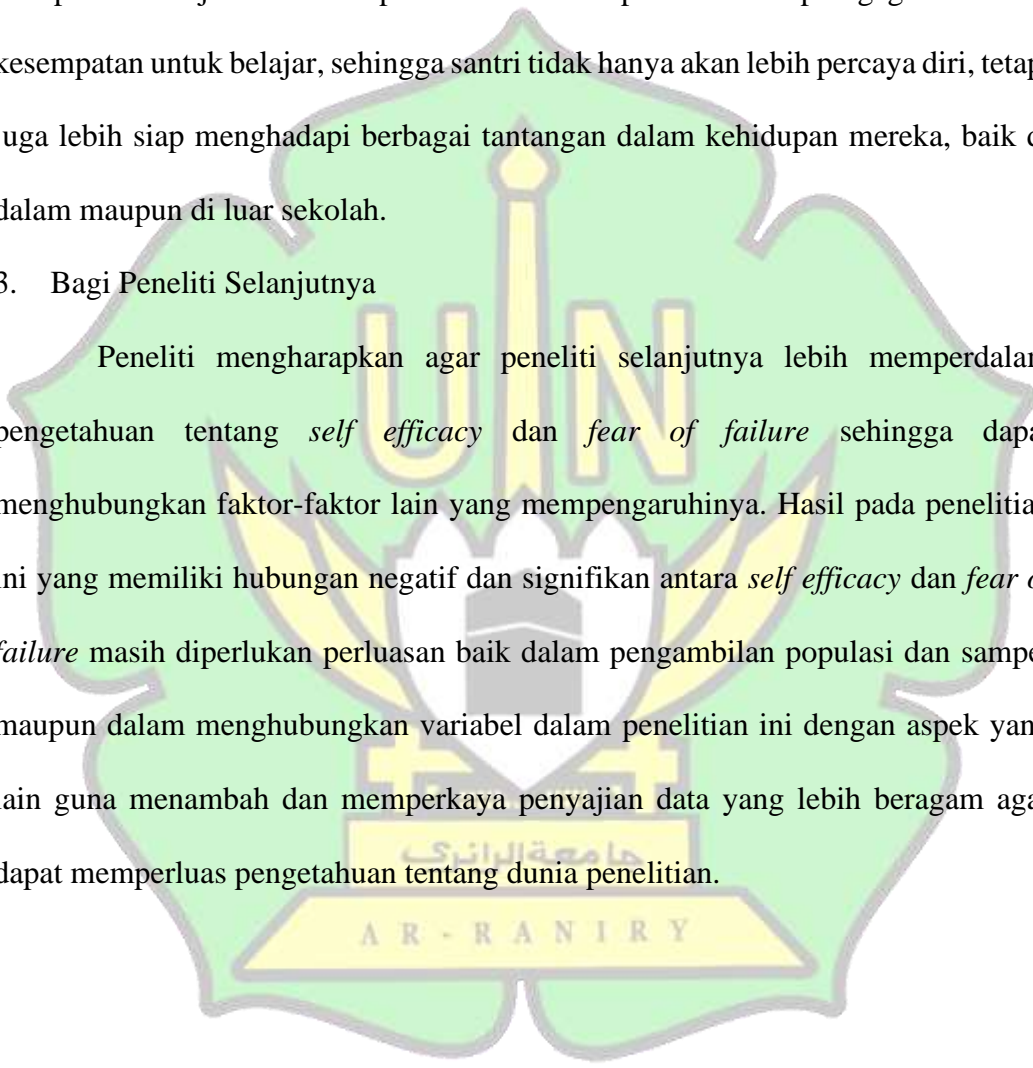 kesempatan untuk belajar, sehingga santri tidak hanya akan lebih percaya diri, tetap
uga lebih siap menghadapi berbagai tantangan dalam kehidupan mereka, baik d
dalam maupun di luar sekolah.
3. Bagi Peneliti Selanjutnya
Peneliti mengharapkan agar peneliti selanjutnya lebih memperdalam
pengetahuan tentang self efficacy dan fear of failure sehingga dapa
menghubungkan faktor-faktor lain yang mempengaruhinya. Hasil pada penelitia
ini yang memiliki hubungan negatif dan signifikan antara self efficacy dan fear o
failure masih diperlukan perluasan baik dalam pengambilan populasi dan sampe
maupun dalam menghubungkan variabel dalam penelitian ini dengan aspek yan
lain guna menambah dan memperkaya penyajian data yang lebih beragam aga
dapat memperluas pengetahuan tentang dunia penelitian.
UIN
جامعة الرانري
AR-RANIRY